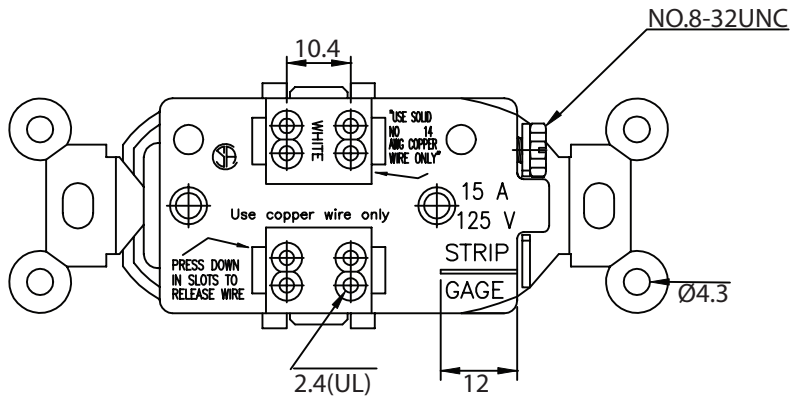 NO.8-32UNC
10.4
WHITE
"USE SOLID
NO 14
AWG COPPER
WIRE ONLY"
15 A
125 V
Use copper wire only
STRIP
GAGE
PRESS DOWN
IN SLOTS TO
RELEASE WIRE
Ø4.3
2.4(UL)
12